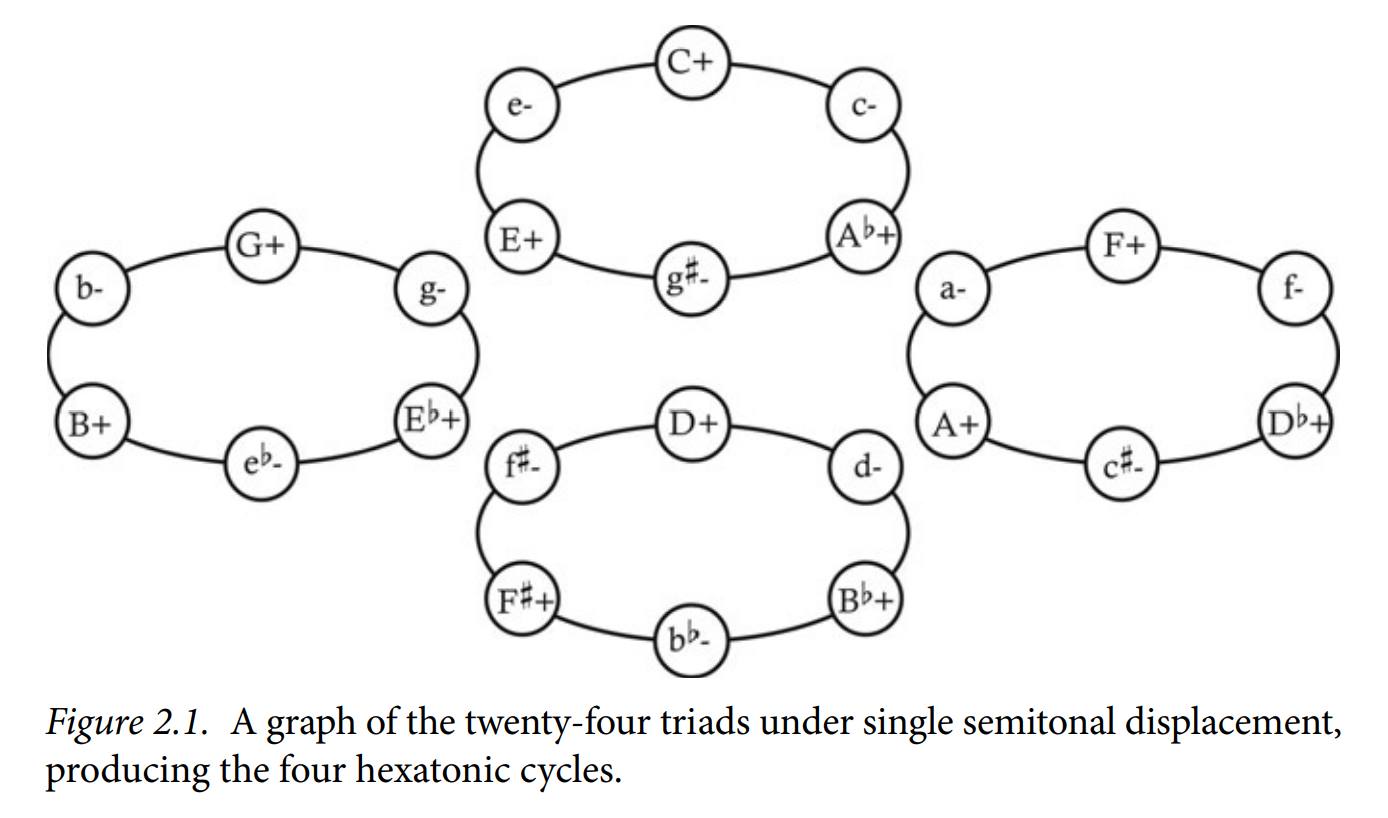 C+
e-
c-
E+
A♭+
g♯-
G+
b-
g-
B+
E♭+
e♭-
F+
a-
f-
A+
D♭+
c♯-
D+
f♯-
d-
F♯+
B♭+
b♭-
Figure 2.1. A graph of the twenty-four triads under single semitonal displacement,
producing the four hexatonic cycles.